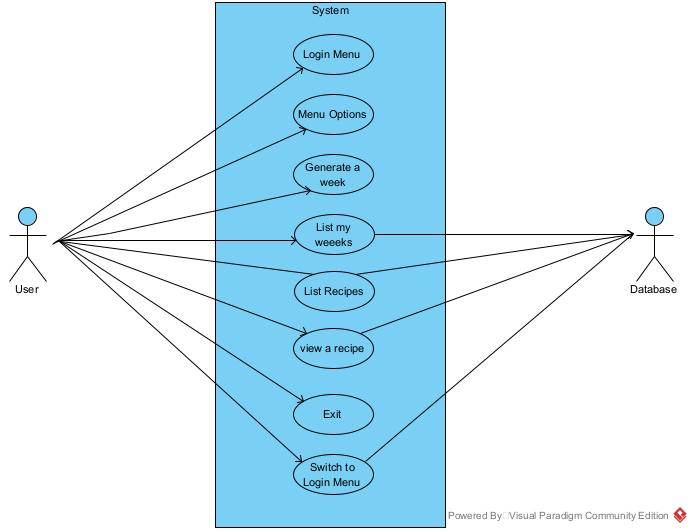 System
Login Menu
Menu Options
Generate a
week
List my
weeeks
List Recipes
view a recipe
Exit
Switch to
Login Menu
User
Database
Powered By Visual Paradigm Community Edition